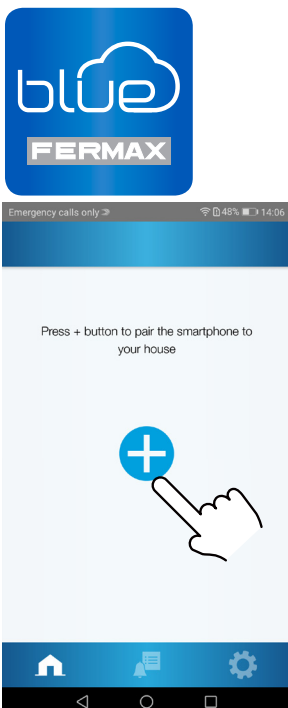 blue
FERMAX
Emergency calls only 48% 14:06
Press + button to pair the smartphone to
your house